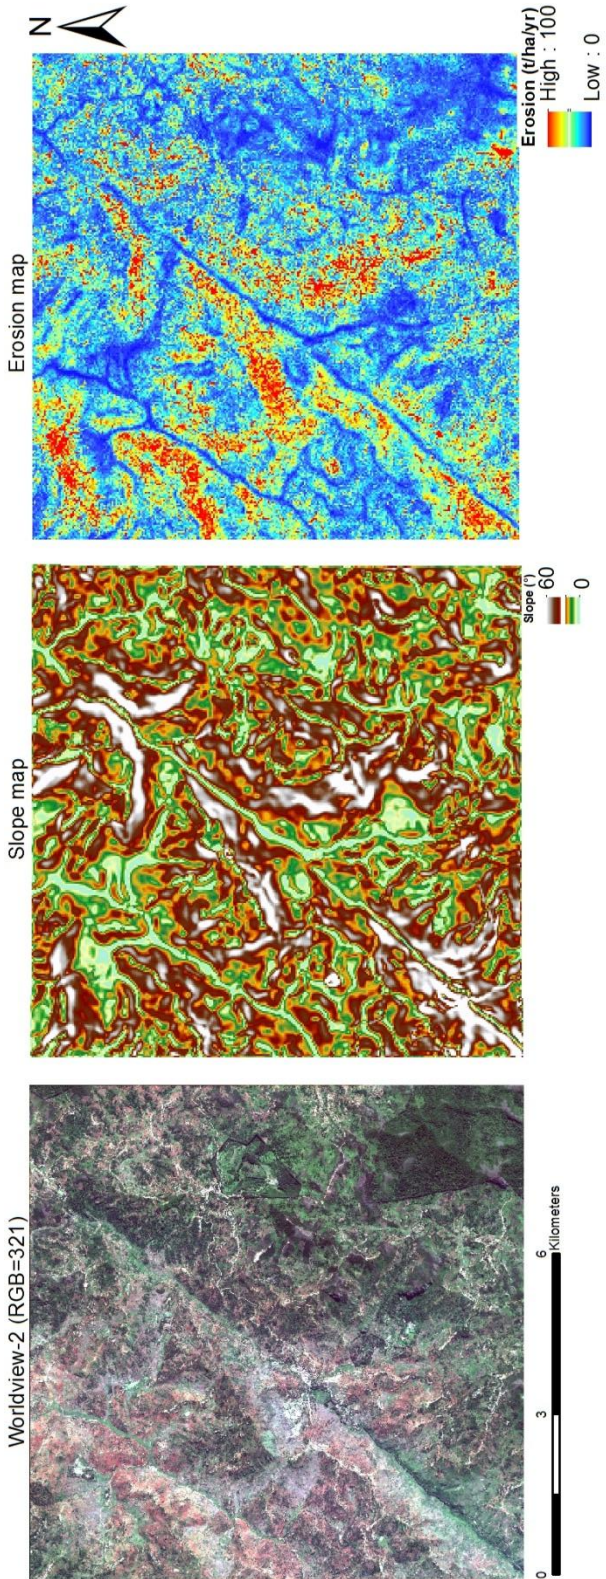 Worldview-2 (RGB=321)
Slope map
Erosion map
N
0
3
6
Kilometers
Slope (°)
60
0
Erosion (t/ha/yr)
High : 100
Low : 0